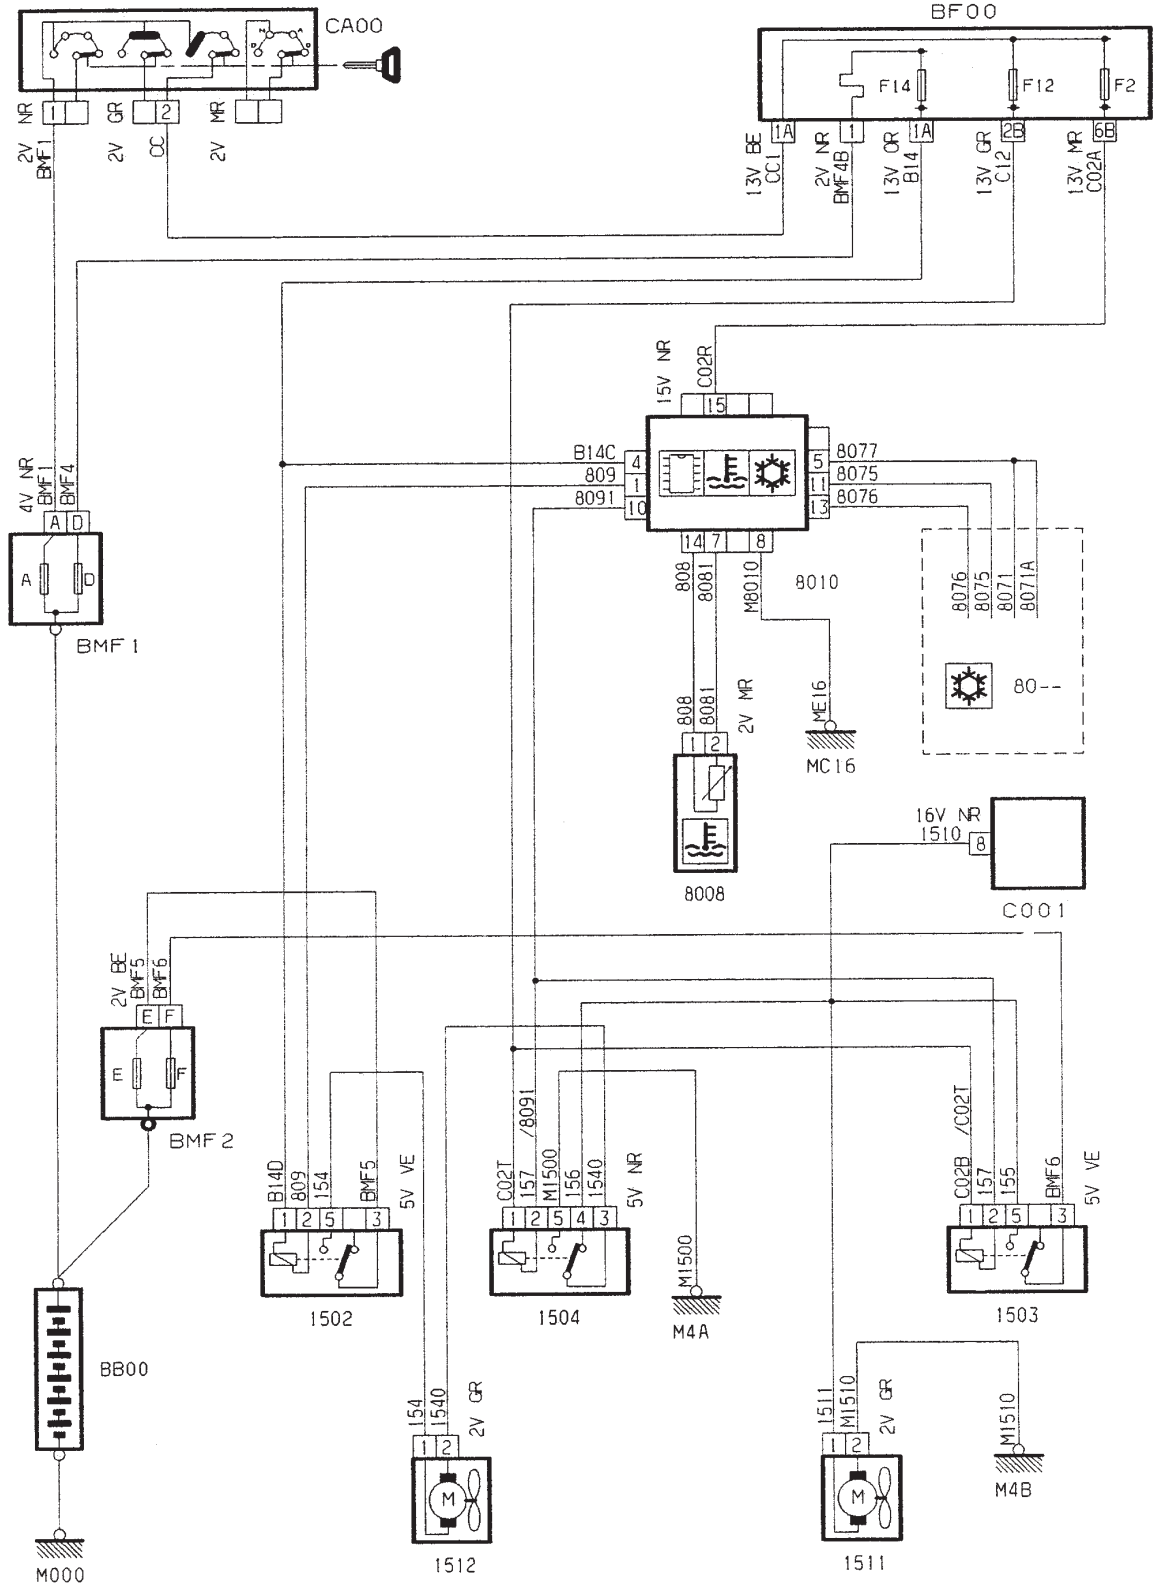 CA00
BF00
F14
F12
F2
1
2
1A
1
1A
2B
6B
2V NR
BMF1
2V GR
CC
2V MR
13V BE
CC1
2V NR
BMF4B
13V OR
B14
13V GR
C12
13V MR
C02A
N
A
D
D
15V NR
C02R
15
B14C
4
809
1
8091
10
5
8077
11
8075
13
8076
14
7
8
808
8081
M8010
8010
8076
8075
8071
8071A
80--
4V NR
BMF1
BMF4
A
D
A
D
BMF1
808
8081
2V MR
1
2
8008
ME16
MC16
16V NR
1510
8
C001
2V BE
BMF5
BMF6
E
F
E
F
BMF2
B14D
809
154
BMF5
5V VE
1
2
5
3
1502
C02T
157
/8091
M1500
156
1540
5V NR
1
2
5
4
3
1504
M1500
M4A
C02B
/C02T
157
155
BMF6
5V VE
1
2
5
3
1503
BB00
M000
154
1540
2V GR
1
2
M
1512
1511
M1510
2V GR
1
2
M
1511
M1510
M4B